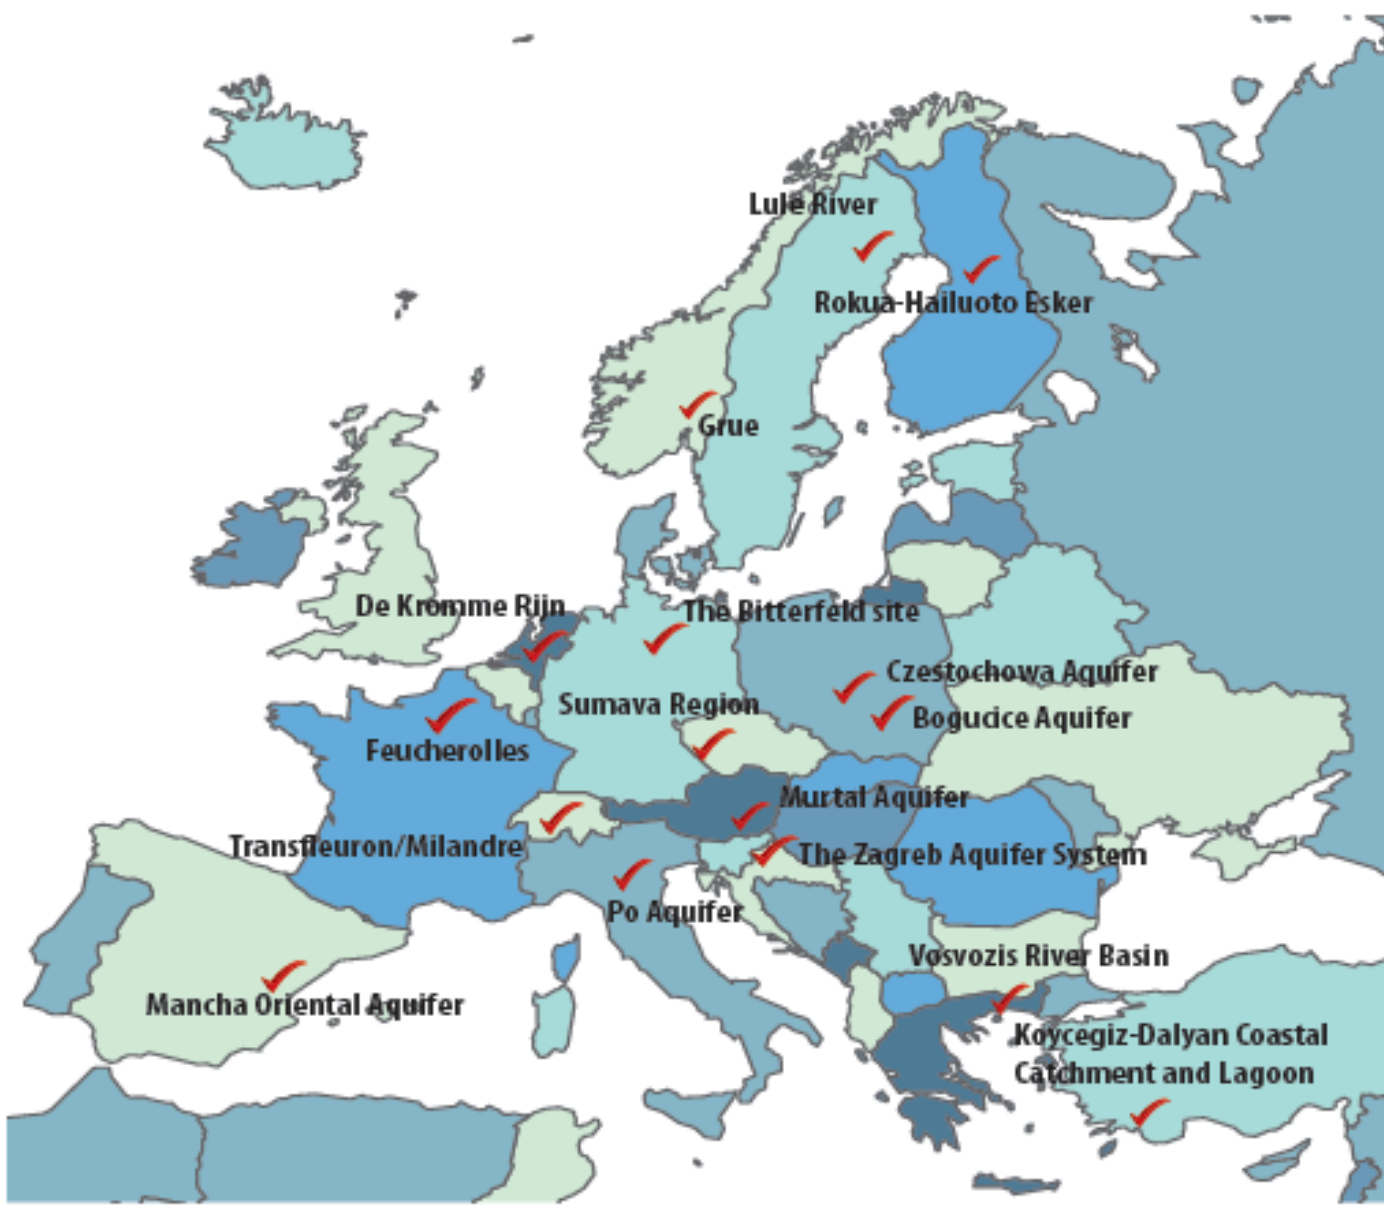 Lule River
Rokua-Hailuoto Esker
Grue
De Kromme Rijn
The Bitterfeld site
Czestochowa Aquifer
Sumava Region
Bogucice Aquifer
Feucherolles
Murtal Aquifer
Transfleuron/Milandre
The Zagreb Aquifer System
Po Aquifer
Vosvozis River Basin
Mancha Oriental Aquifer
Koycegiz-Dalyan Coastal
Catchment and Lagoon